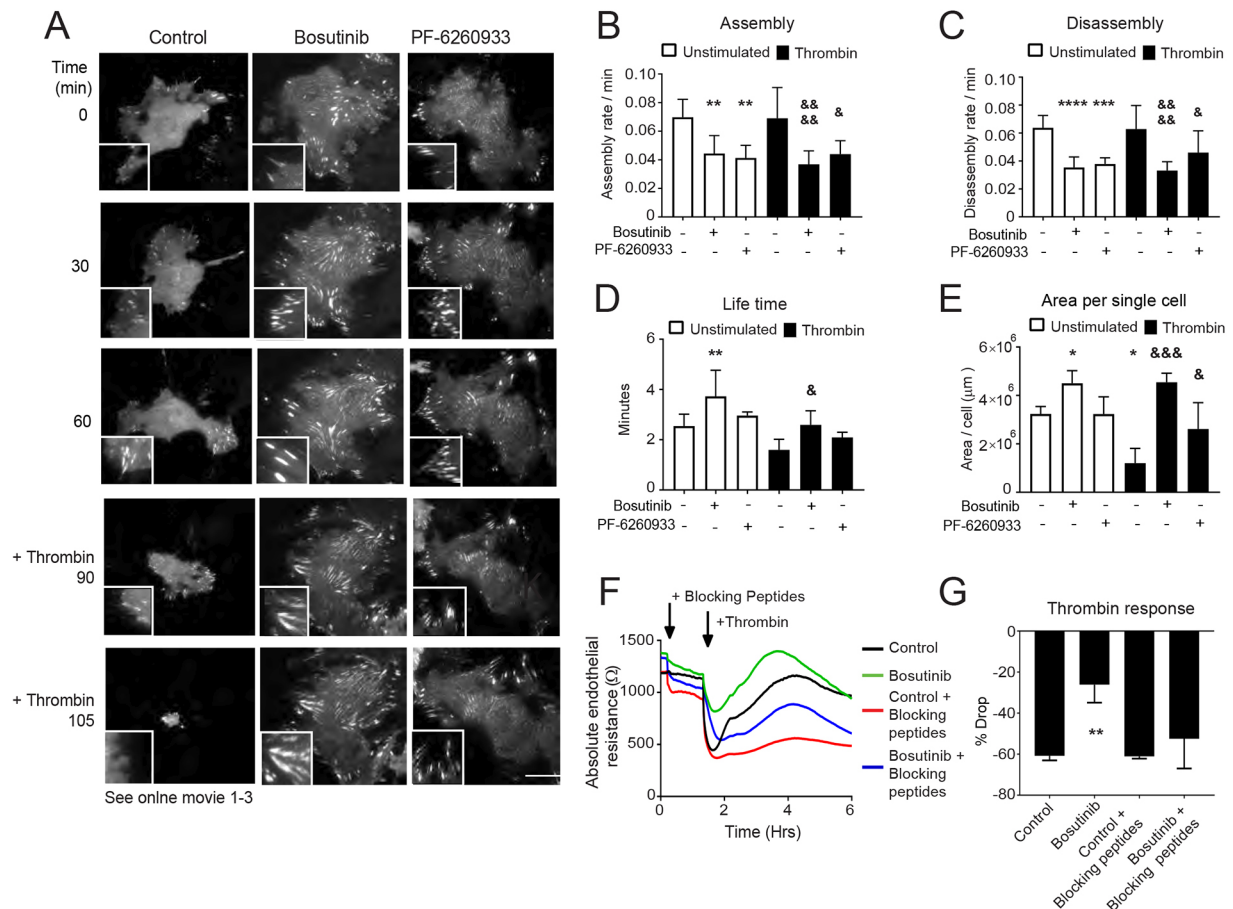 A
Control
Bosutinib
PF-6260933
Time
(min)
0
30
60
+ Thrombin
90
+ Thrombin
105
See onlne movie 1-3
B
Assembly
Unstimulated
Thrombin
Assembly rate / min
0.10
0.08
0.06
0.04
0.02
0
** ** && &
&&
Bosutinib - + - - + -
PF-6260933 - - + - - +
C
Disassembly
Unstimulated
Thrombin
Disassembly rate / min
0.10
0.08
0.06
0.04
0.02
0
**** *** && &
&&
Bosutinib - + - - + -
PF-6260933 - - + - - +
D
Life time
Unstimulated
Thrombin
Minutes
6
4
2
0
** &
Bosutinib - + - - + -
PF-6260933 - - + - - +
E
Area per single cell
Unstimulated
Thrombin
Area / cell (μm )
6×10⁶
4×10⁶
2×10⁶
0
* * &&& &
Bosutinib - + - - + -
PF-6260933 - - + - - +
F
+ Blocking Peptides
+Thrombin
Absolute endothelial
resistance (Ω)
1500
1000
500
0
0 2 4 6
Time (Hrs)
Control
Bosutinib
Control +
Blocking
peptides
Bosutinib +
Blocking
peptides
G
Thrombin response
% Drop
0
-20
-40
-60
-80
**
Control
Bosutinib
Control +
Blocking peptides
Bosutinib +
Blocking peptides